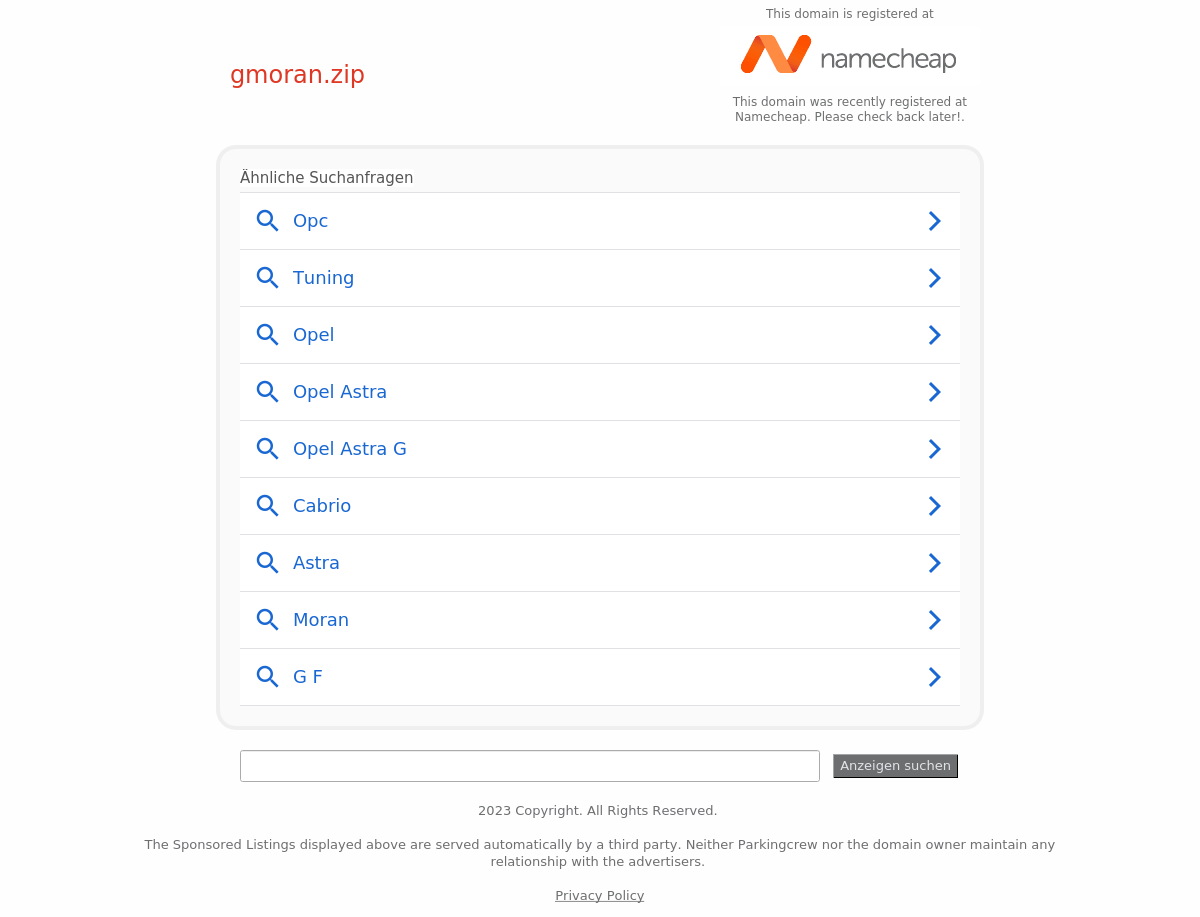 This domain is registered at
namecheap
gmoran.zip
This domain was recently registered at
Namecheap. Please check back later!.
Ähnliche Suchanfragen
Opc
Tuning
Opel
Opel Astra
Opel Astra G
Cabrio
Astra
Moran
G F
Anzeigen suchen
2023 Copyright. All Rights Reserved.
The Sponsored Listings displayed above are served automatically by a third party. Neither Parkingcrew nor the domain owner maintain any
relationship with the advertisers.
Privacy Policy